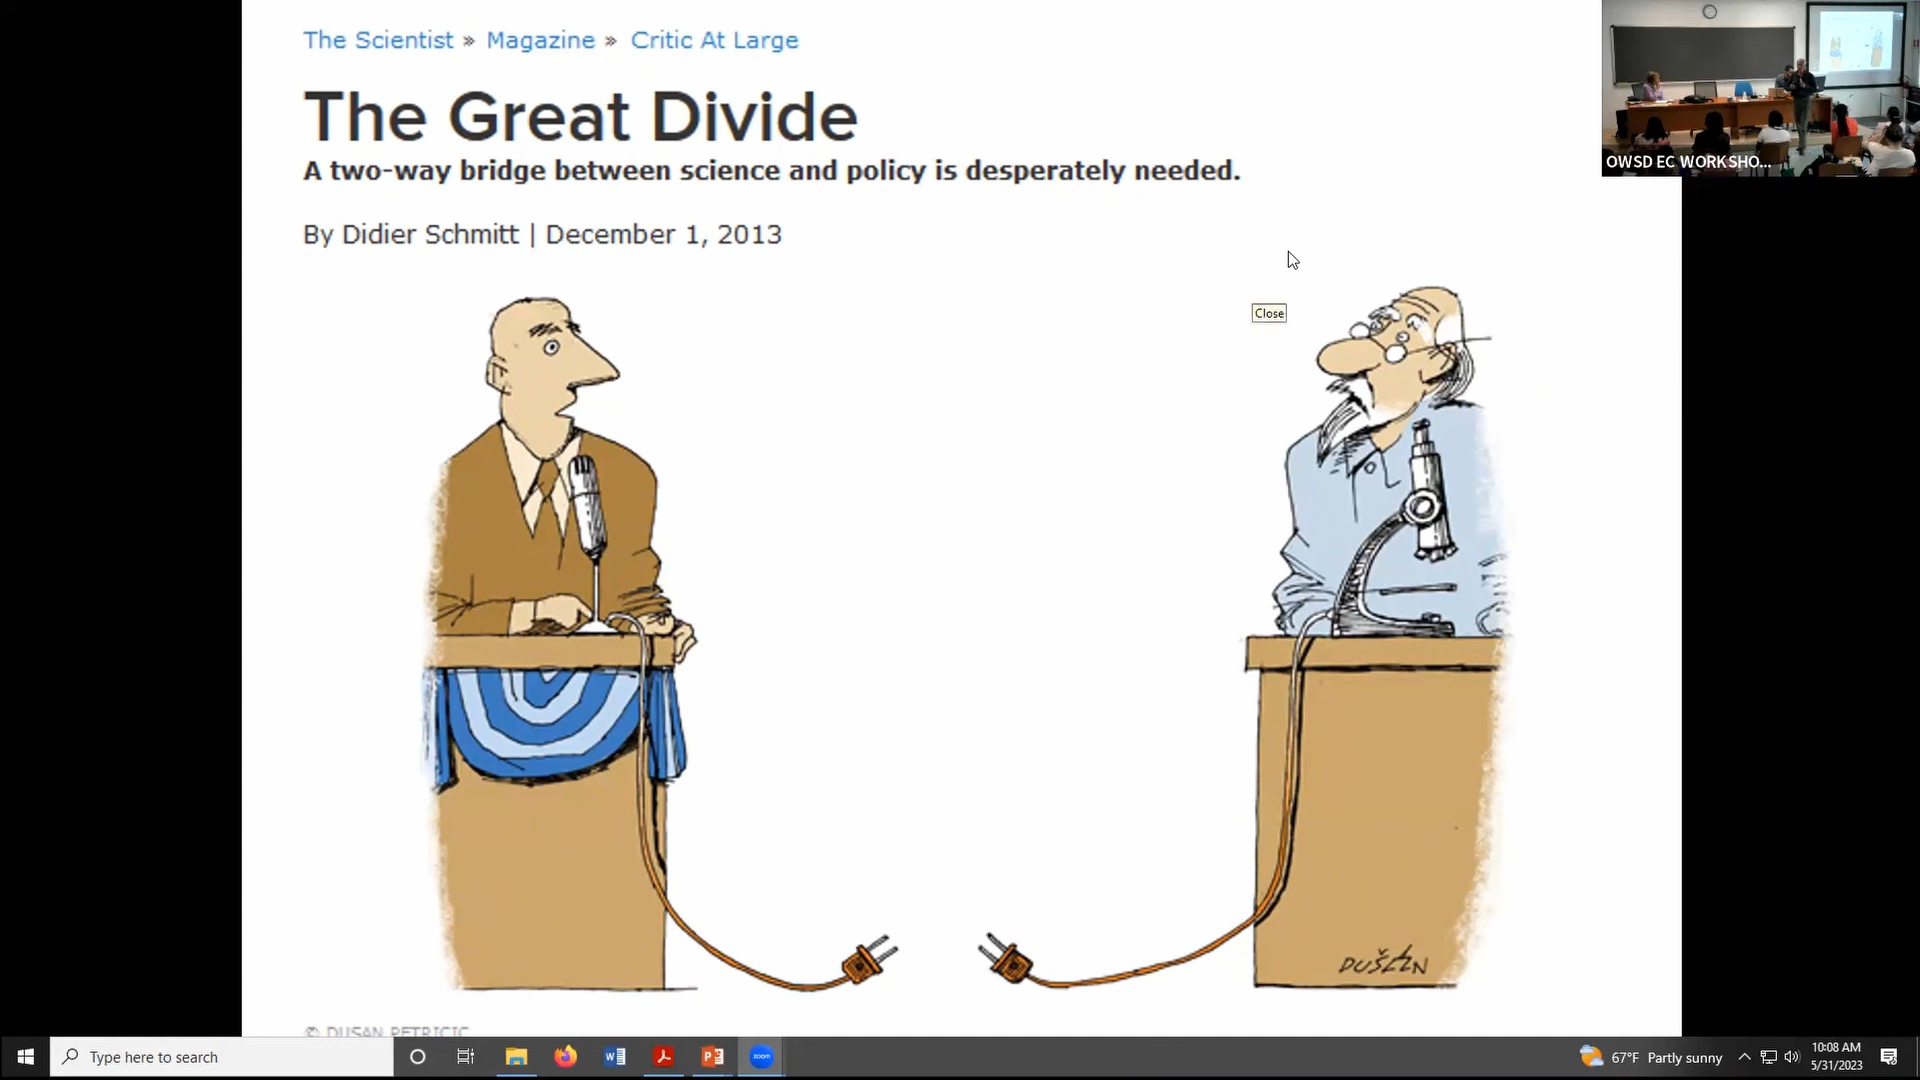 The Scientist » Magazine » Critic At Large
The Great Divide
A two-way bridge between science and policy is desperately needed.
By Didier Schmitt | December 1, 2013
Close
OWSD EC WORKSHO...
DUŠAN
© DUSAN PETRICIC
Type here to search
67°F Partly sunny
10:08 AM
5/31/2023